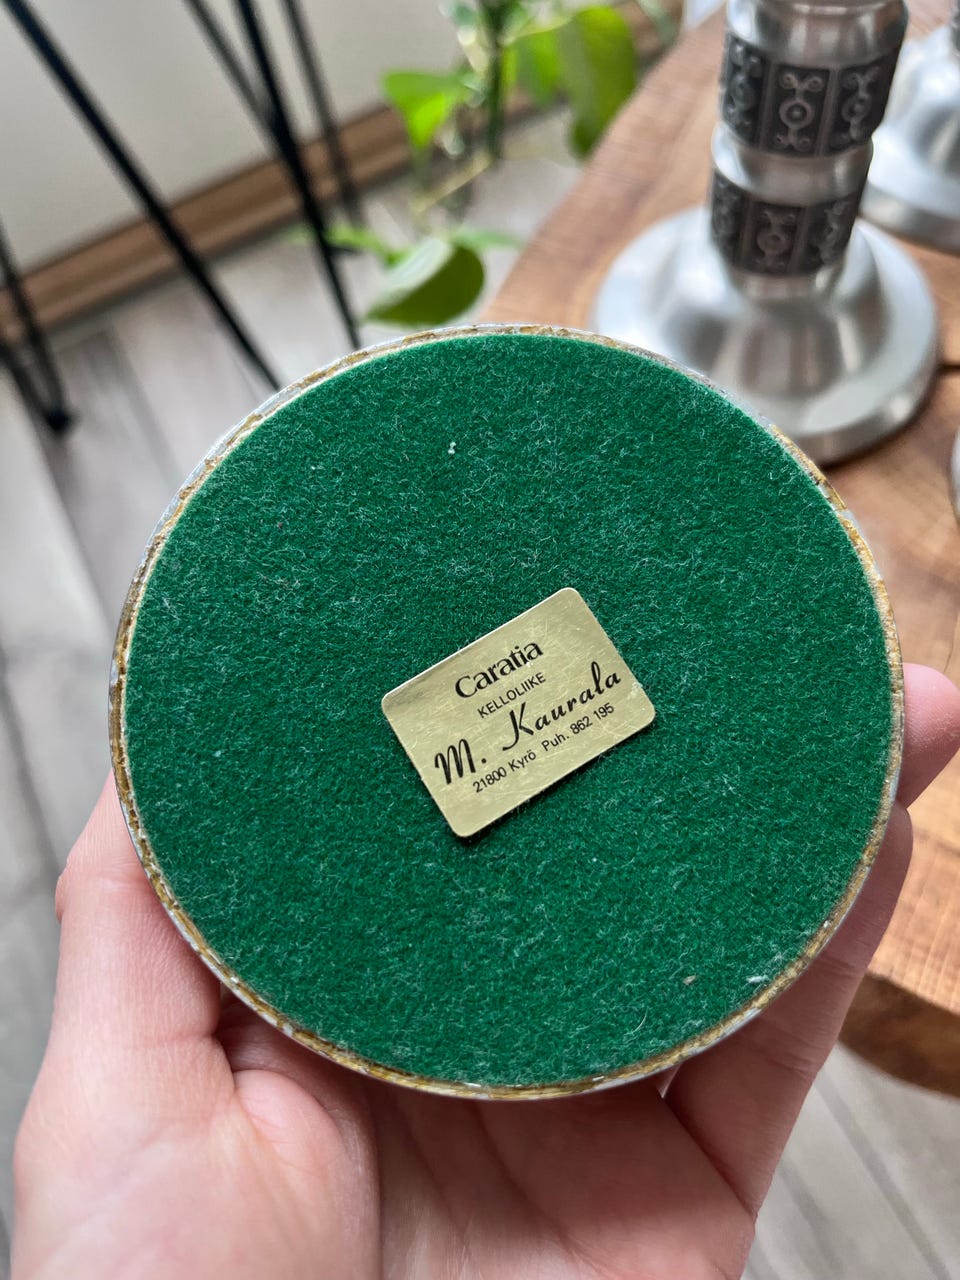 Caratia
KELLOLIIKE
M. Kaurala
21800 Kyrö Puh. 862 195